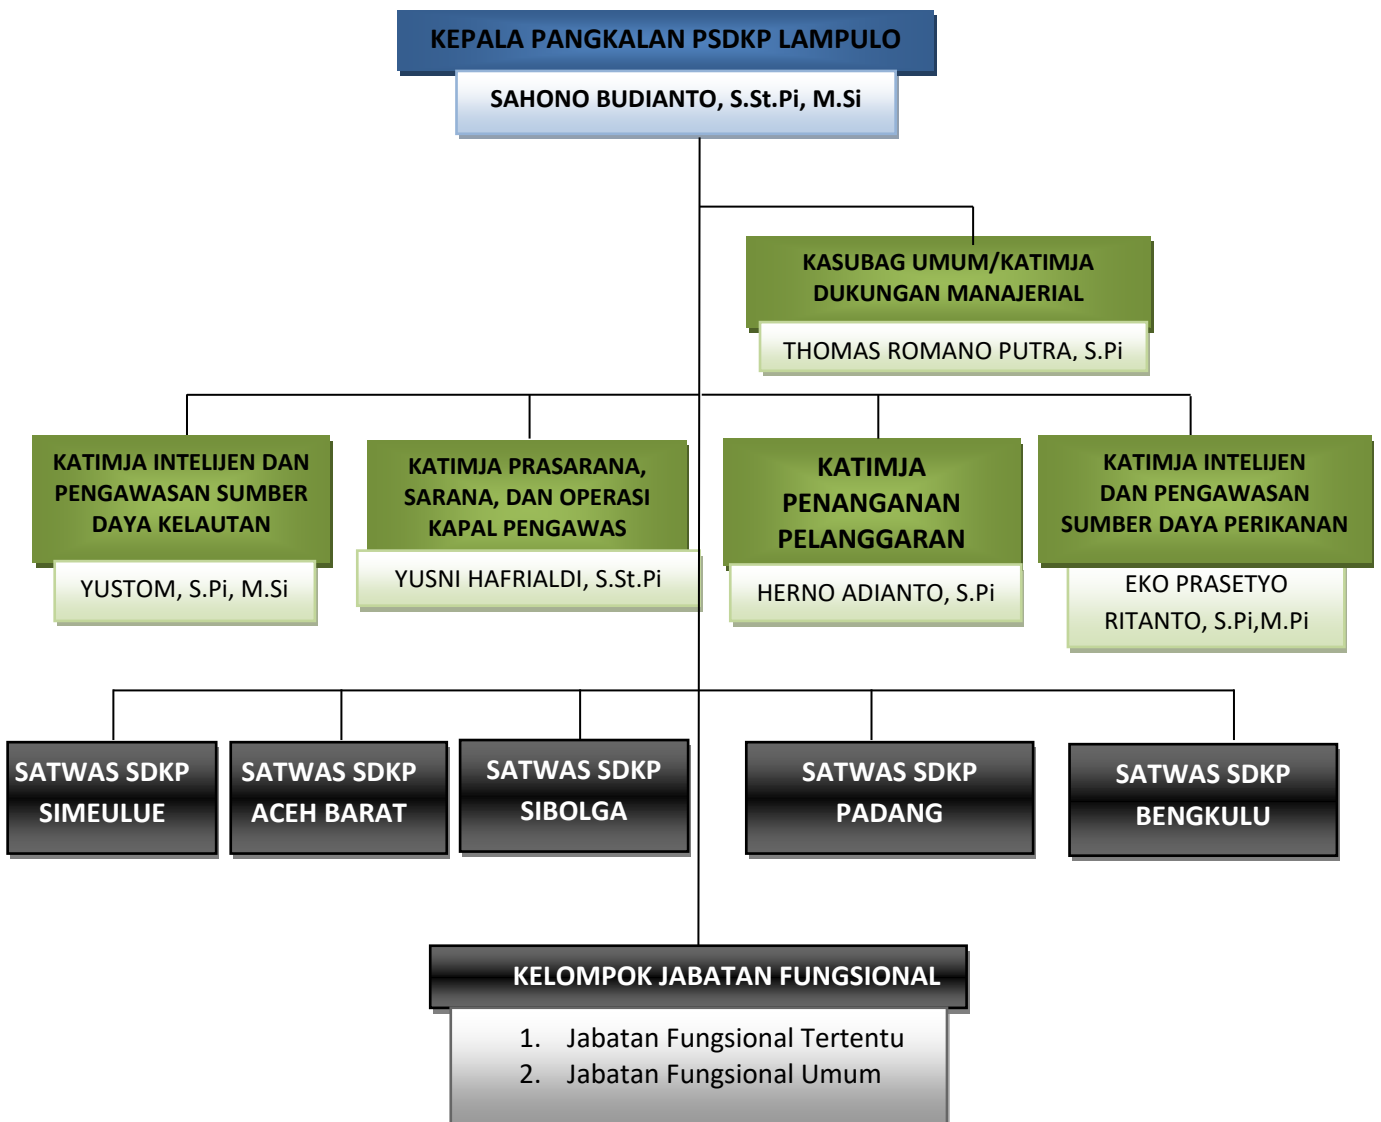 KEPALA PANGKALAN PSDKP LAMPULO
SAHONO BUDIANTO, S.St.Pi, M.Si
KASUBAG UMUM/KATIMJA
DUKUNGAN MANAJERIAL
THOMAS ROMANO PUTRA, S.Pi
KATIMJA INTELIJEN DAN
PENGAWASAN SUMBER
DAYA KELAUTAN
YUSTOM, S.Pi, M.Si
KATIMJA PRASARANA,
SARANA, DAN OPERASI
KAPAL PENGAWAS
YUSNI HAFRIALDI, S.St.Pi
KATIMJA
PENANGANAN
PELANGGARAN
HERNO ADIANTO, S.Pi
KATIMJA INTELIJEN
DAN PENGAWASAN
SUMBER DAYA PERIKANAN
EKO PRASETYO
RITANTO, S.Pi,M.Pi
SATWAS SDKP
SIMEULUE
SATWAS SDKP
ACEH BARAT
SATWAS SDKP
SIBOLGA
SATWAS SDKP
PADANG
SATWAS SDKP
BENGKULU
KELOMPOK JABATAN FUNGSIONAL
1. Jabatan Fungsional Tertentu
2. Jabatan Fungsional Umum